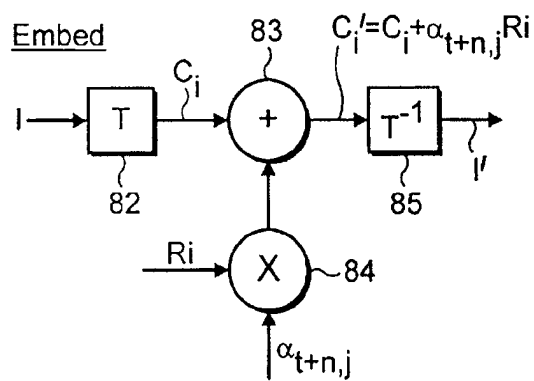 Embed
83
C_i'=C_i+α_{t+n,j}Ri
I
T
C_i
+
T^{-1}
I'
82
85
Ri
X
84
α_{t+n,j}